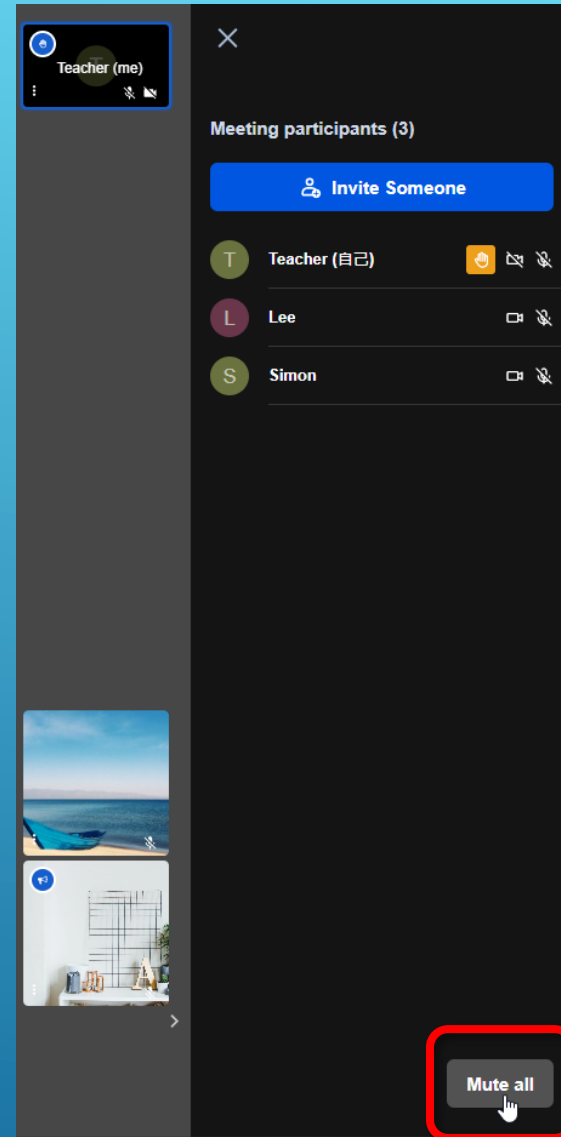 Teacher (me)
Meeting participants (3)
Invite Someone
T Teacher (自己)
L Lee
S Simon
A
Mute all